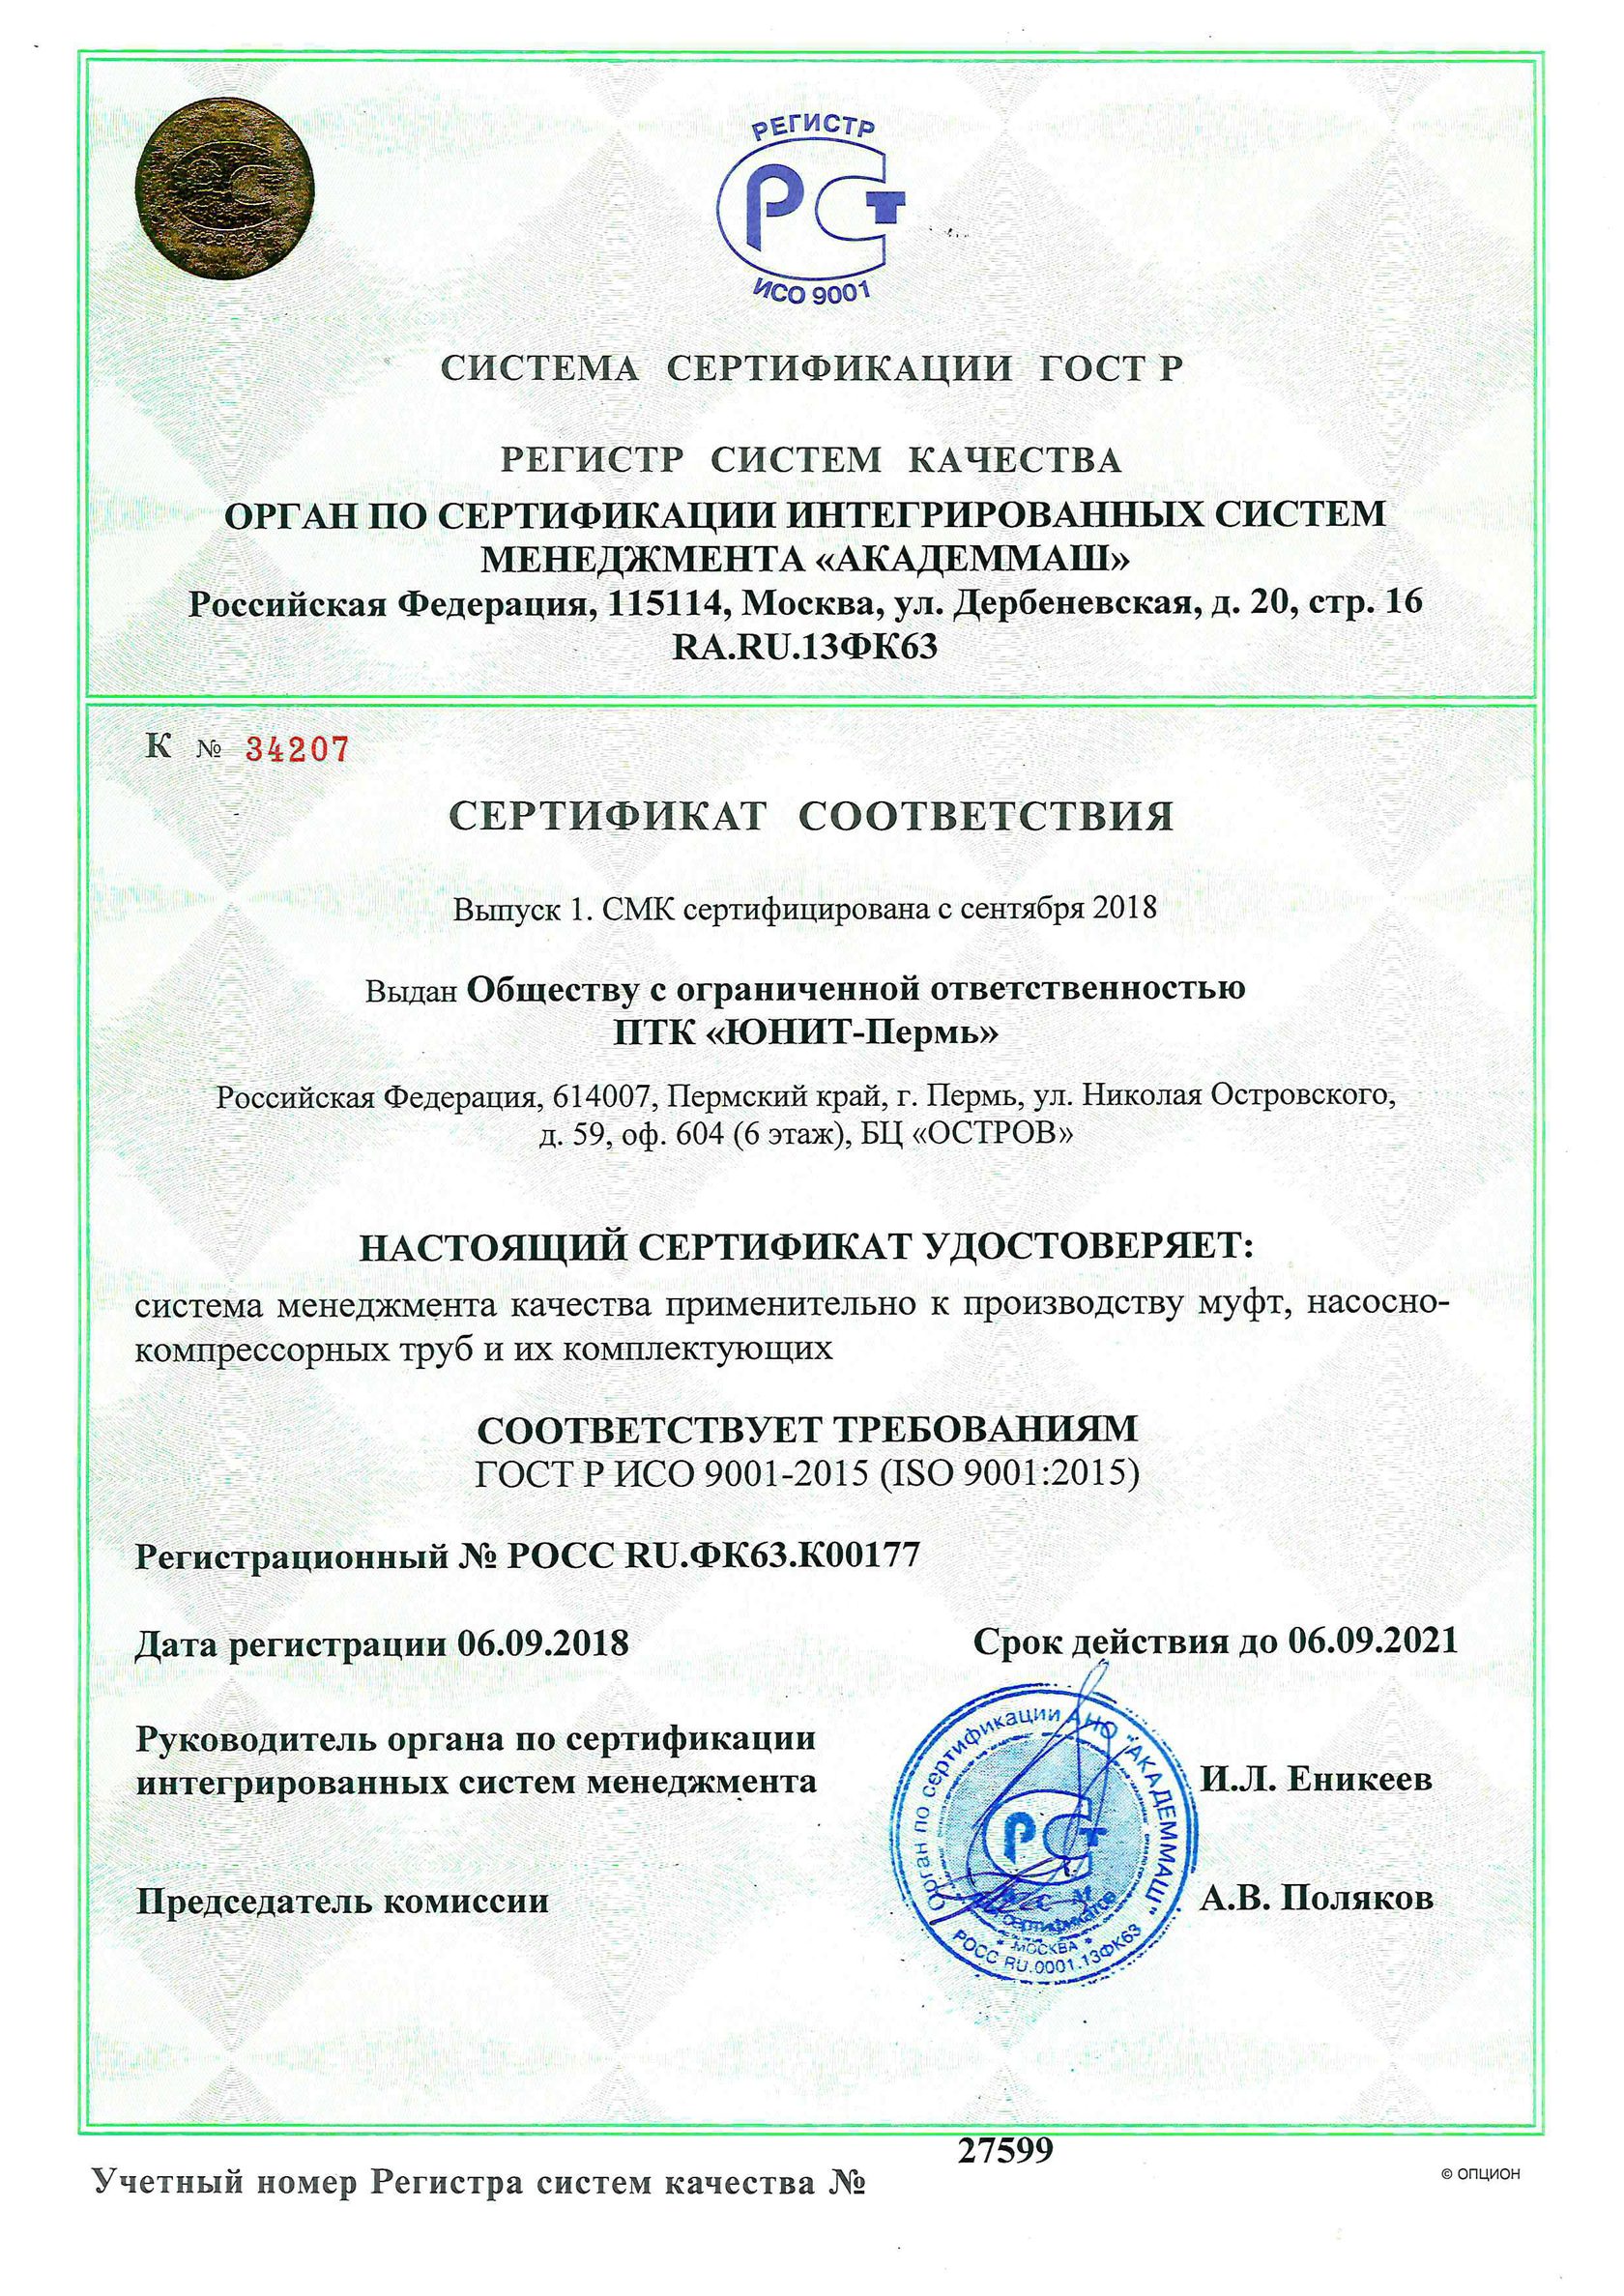 РЕГИСТР
РСТ
ИСО 9001
СИСТЕМА СЕРТИФИКАЦИИ ГОСТ Р
РЕГИСТР СИСТЕМ КАЧЕСТВА
ОРГАН ПО СЕРТИФИКАЦИИ ИНТЕГРИРОВАННЫХ СИСТЕМ
МЕНЕДЖМЕНТА «АКАДЕММАШ»
Российская Федерация, 115114, Москва, ул. Дербеневская, д. 20, стр. 16
RA.RU.13ФК63
К № 34207
СЕРТИФИКАТ СООТВЕТСТВИЯ
Выпуск 1. СМК сертифицирована с сентября 2018
Выдан Обществу с ограниченной ответственностью
ПТК «ЮНИТ-Пермь»
Российская Федерация, 614007, Пермский край, г. Пермь, ул. Николая Островского,
д. 59, оф. 604 (6 этаж), БЦ «ОСТРОВ»
НАСТОЯЩИЙ СЕРТИФИКАТ УДОСТОВЕРЯЕТ:
система менеджмента качества применительно к производству муфт, насосно-
компрессорных труб и их комплектующих
СООТВЕТСТВУЕТ ТРЕБОВАНИЯМ
ГОСТ Р ИСО 9001-2015 (ISO 9001:2015)
Регистрационный № РОСС RU.ФК63.К00177
Дата регистрации 06.09.2018 Срок действия до 06.09.2021
Руководитель органа по сертификации
интегрированных систем менеджмента И.Л. Еникеев
Орган по сертификации АНО "АКАДЕММАШ"
РСТ
сертификатов
* МОСКВА *
РОСС RU.0001.13ФК63
Председатель комиссии А.В. Поляков
27599
Учетный номер Регистра систем качества №
© ОПЦИОН